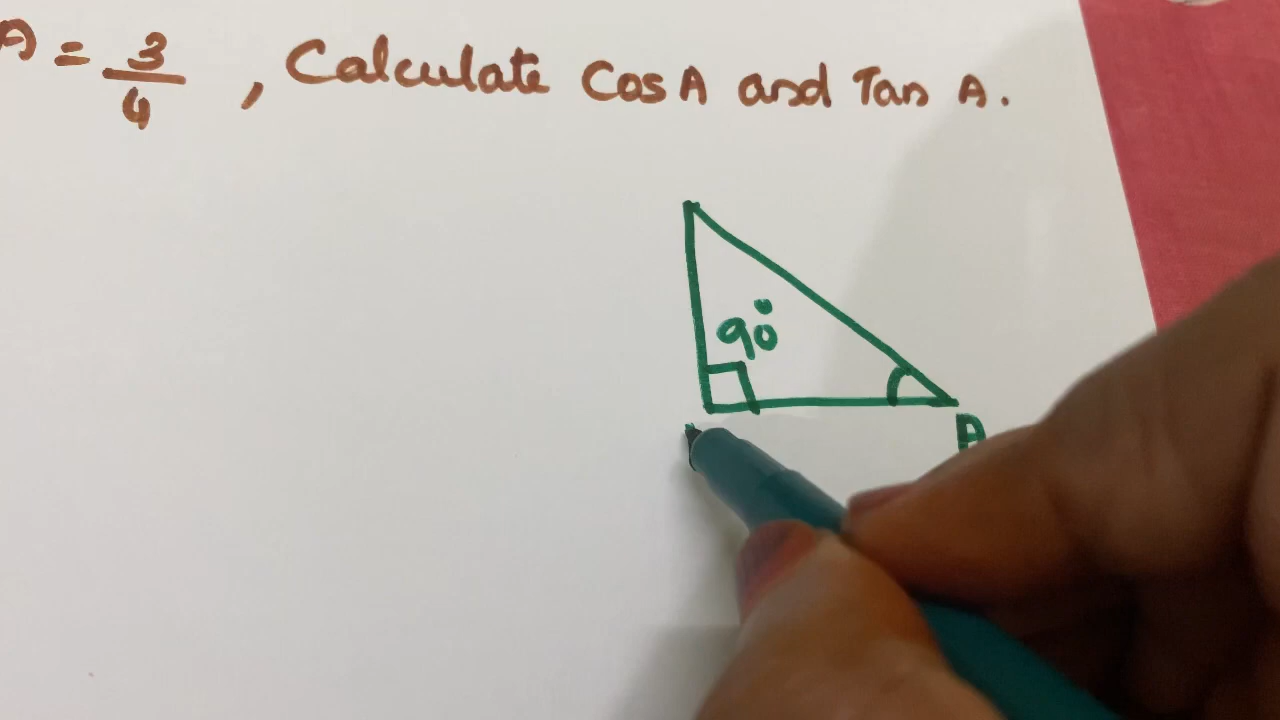 A = 3/4 , Calculate Cos A and Tan A.
90°
A